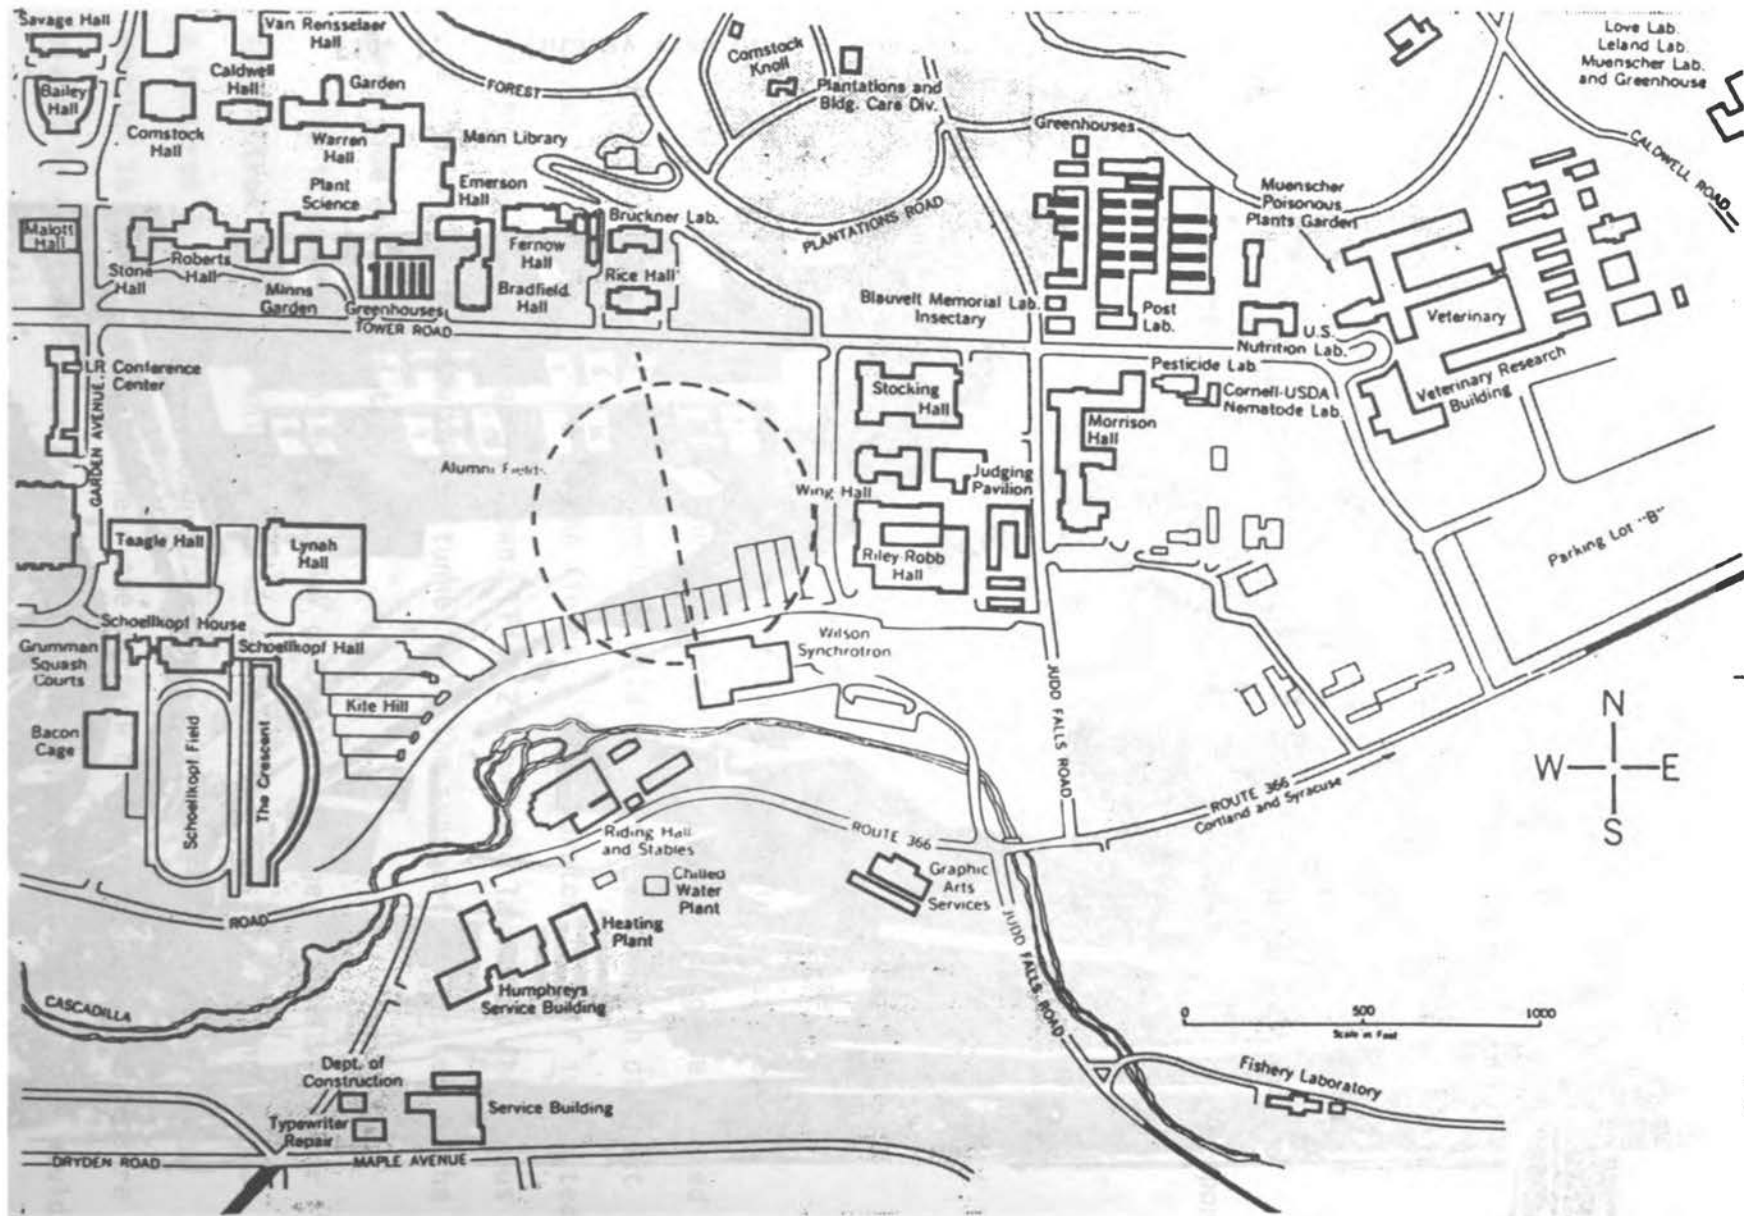 Savage Hall
Van Rensselaer
Hall
Bailey
Hall
Caldwell
Hall
Garden
Comstock
Hall
Warren
Hall
Plant
Science
Mann Library
Emerson
Hall
FOREST
Comstock
Knoll
Plantations and
Bldg. Care Div.
Greenhouses
Love Lab.
Leland Lab.
Muenscher Lab.
and Greenhouse
CALDWELL ROAD
Muenscher
Poisonous
Plants Garden
Malott
Hall
Stone
Hall
Roberts
Hall
Minns
Garden
Greenhouses
Fernow
Hall
Bradfield
Hall
Bruckner Lab.
Rice Hall
PLANTATIONS ROAD
Blauvelt Memorial Lab.
Insectary
Post
Lab.
U.S.
Nutrition Lab.
Veterinary
Veterinary Research
Building
TOWER ROAD
Pesticide Lab.
Cornell-USDA
Nematode Lab.
LR Conference
Center
GARDEN AVENUE
Alumni Fields
Stocking
Hall
Morrison
Hall
Judging
Pavilion
Wing Hall
Riley-Robb
Hall
Teagle Hall
Lynah
Hall
Parking Lot "B"
Schoellkopf House
Schoellkopf Hall
Grumman
Squash
Courts
Wilson
Synchrotron
Kite Hill
Bacon
Cage
Schoellkopf Field
The Crescent
JUDD FALLS ROAD
N
W
E
S
ROUTE 366
Cortland and Syracuse
Riding Hall
and Stables
ROUTE 366
Graphic
Arts
Services
Chilled
Water
Plant
Heating
Plant
ROAD
Humphreys
Service Building
CASCADILLA
JUDD FALLS ROAD
0 500 1000
Scale in Feet
Dept. of
Construction
Service Building
Typewriter
Repair
Fishery Laboratory
DRYDEN ROAD
MAPLE AVENUE